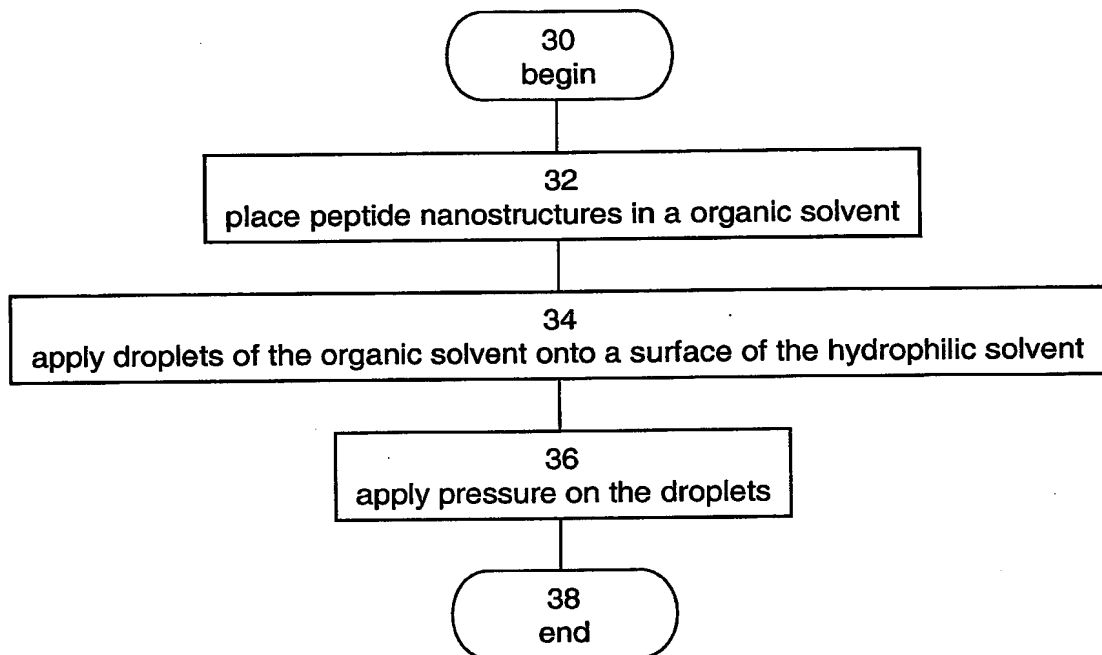 30
begin
32
place peptide nanostructures in a organic solvent
34
apply droplets of the organic solvent onto a surface of the hydrophilic solvent
36
apply pressure on the droplets
38
end